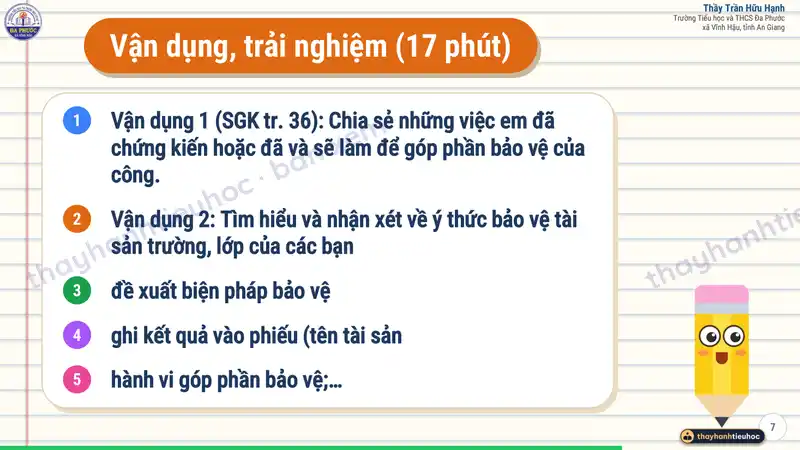 Thầy Trần Hữu Hạnh
Trường Tiểu học và THCS Đa Phước
xã Vĩnh Hậu, tỉnh An Giang
ĐA PHƯỚC
Vận dụng, trải nghiệm (17 phút)
1 Vận dụng 1 (SGK tr. 36): Chia sẻ những việc em đã
chứng kiến hoặc đã và sẽ làm để góp phần bảo vệ của
công.
2 Vận dụng 2: Tìm hiểu và nhận xét về ý thức bảo vệ tài
sản trường, lớp của các bạn
3 đề xuất biện pháp bảo vệ
4 ghi kết quả vào phiếu (tên tài sản
5 hành vi góp phần bảo vệ;...
thayhanhtieuhoc
7